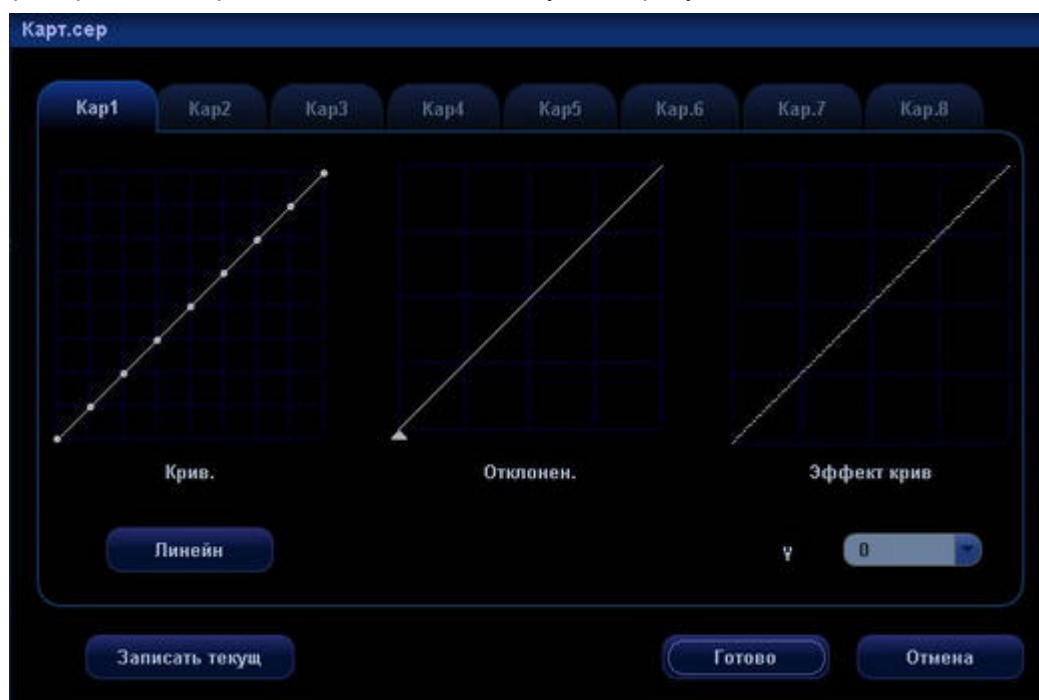 Карт.сер
Кар1 Кар2 Кар3 Кар4 Кар5 Кар.6 Кар.7 Кар.8
Крив. Отклонен. Эффект крив
Линейн γ 0
Записать текущ Готово Отмена